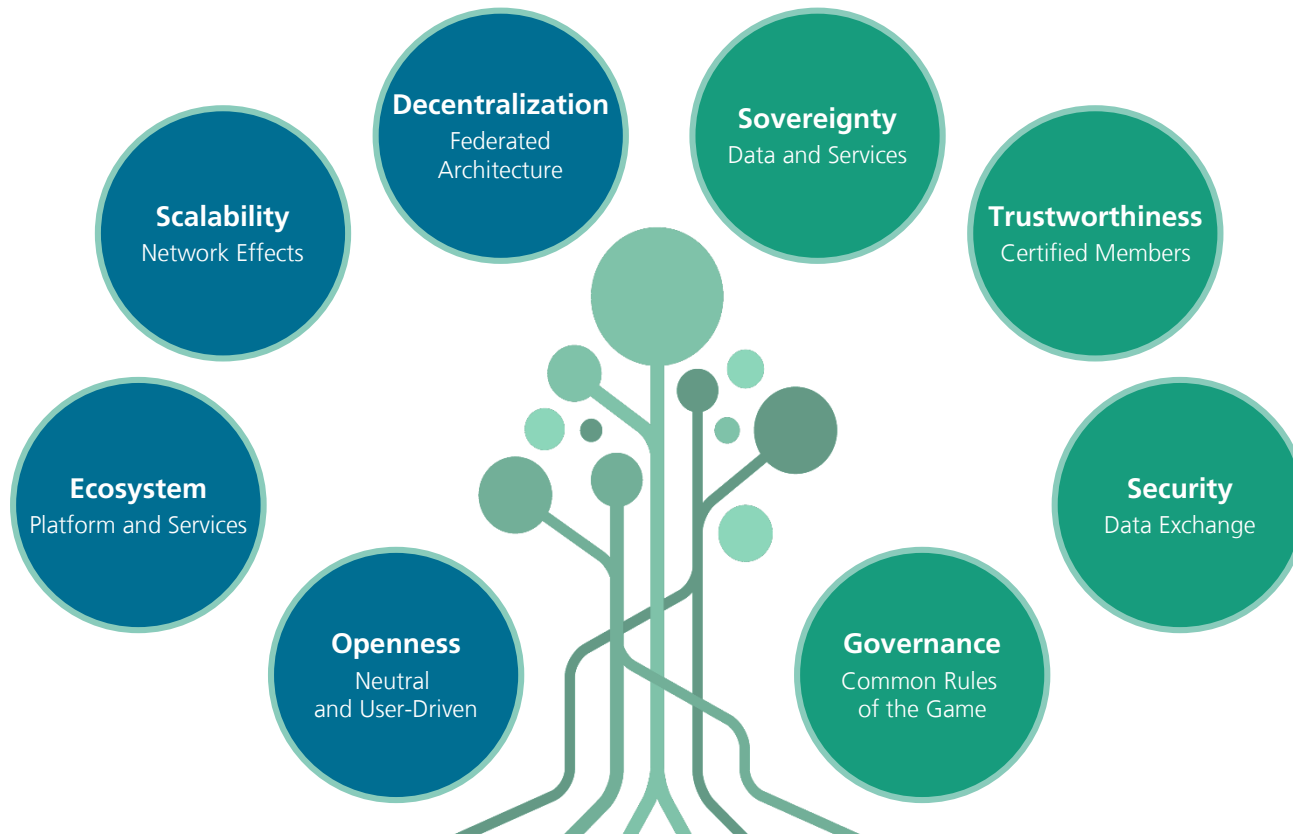 Decentralization
Federated
Architecture
Sovereignty
Data and Services
Scalability
Network Effects
Trustworthiness
Certified Members
Ecosystem
Platform and Services
Security
Data Exchange
Openness
Neutral
and User-Driven
Governance
Common Rules
of the Game